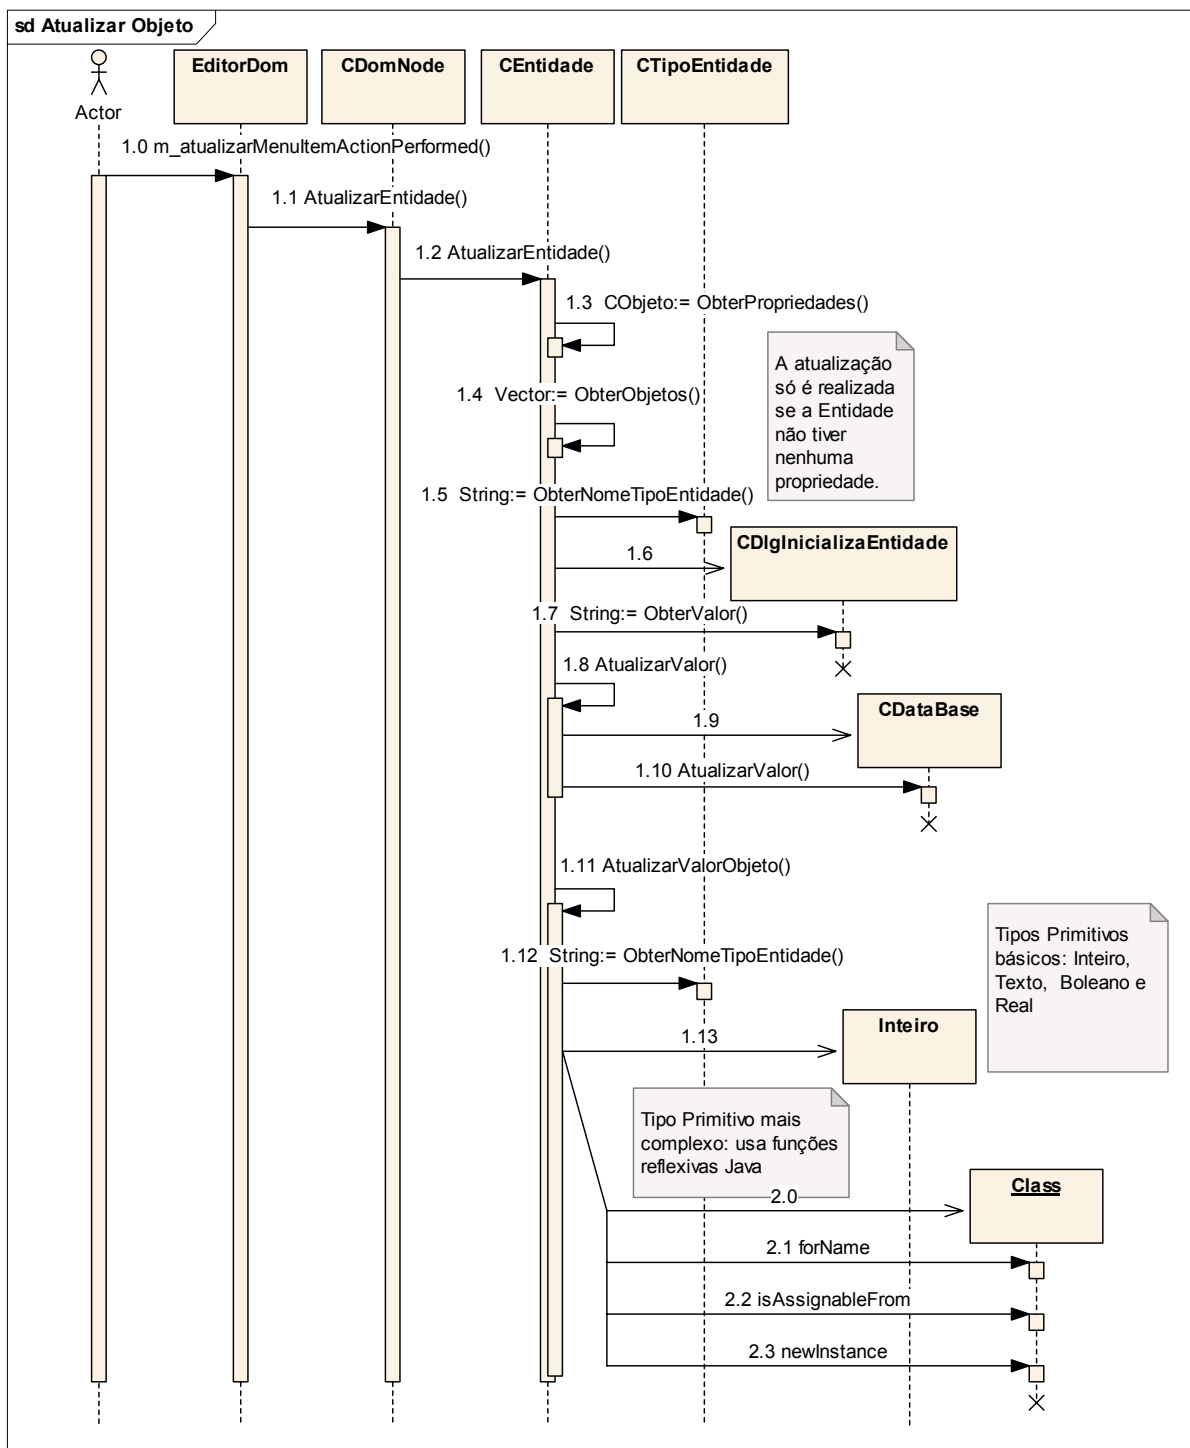 sd Atualizar Objeto
EditorDom
CDomNode
CEntidade
CTipoEntidade
Actor
1.0 m_atualizarMenuItemActionPerformed()
1.1 AtualizarEntidade()
1.2 AtualizarEntidade()
1.3 CObjeto:= ObterPropriedades()
A atualização
só é realizada
se a Entidade
não tiver
nenhuma
propriedade.
1.4 Vector:= ObterObjetos()
1.5 String:= ObterNomeTipoEntidade()
CDlgInicializaEntidade
1.6
1.7 String:= ObterValor()
1.8 AtualizarValor()
CDataBase
1.9
1.10 AtualizarValor()
1.11 AtualizarValorObjeto()
Tipos Primitivos
básicos: Inteiro,
Texto, Boleano e
Real
1.12 String:= ObterNomeTipoEntidade()
Inteiro
1.13
Tipo Primitivo mais
complexo: usa funções
reflexivas Java
Class
2.0
2.1 forName
2.2 isAssignableFrom
2.3 newInstance